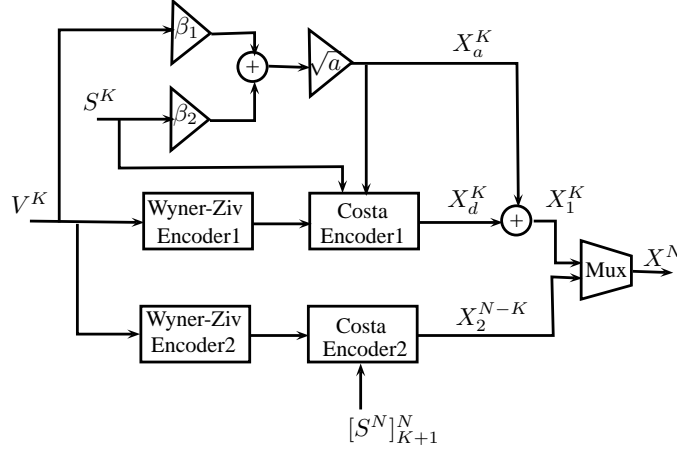 β₁
+
√a
X_a^K
S^K
β₂
V^K
Wyner-Ziv
Encoder1
Costa
Encoder1
X_d^K
+
X_1^K
Mux
X^N
Wyner-Ziv
Encoder2
Costa
Encoder2
X_2^{N-K}
[S^N]_{K+1}^N